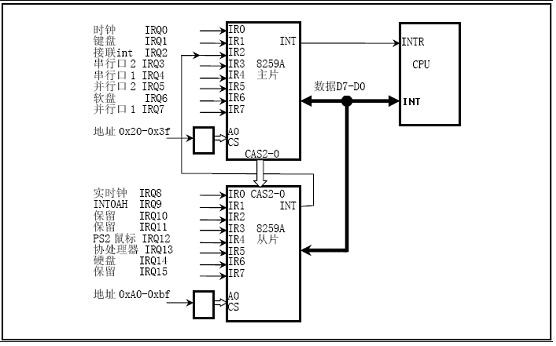 时钟 IRQ0 IR0
键盘 IRQ1 IR1 INT INTR
接联int IRQ2 IR2 8259A
串行口 2 IRQ3 IR3 主片 CPU
串行口 1 IRQ4 IR4
并行口 2 IRQ5 IR5 数据D7-D0
软盘 IRQ6 IR6 INT
并行口 1 IRQ7 IR7
地址 0x20-0x3f A0
CS
CAS2-0
实时钟 IRQ8 IR0 CAS2-0
INT0AH IRQ9 IR1 INT
保留 IRQ10 IR2
保留 IRQ11 IR3 8259A
PS2 鼠标 IRQ12 IR4 从片
协处理器 IRQ13 IR5
硬盘 IRQ14 IR6
保留 IRQ15 IR7
地址 0xA0-0xbf A0
CS